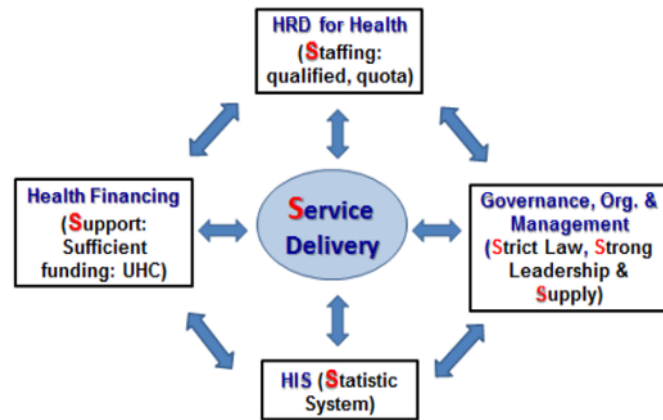 HRD for Health
(Staffing:
qualified, quota)
Health Financing
(Support:
Sufficient
funding: UHC)
Service
Delivery
Governance, Org. &
Management
(Strict Law, Strong
Leadership &
Supply)
HIS (Statistic
System)